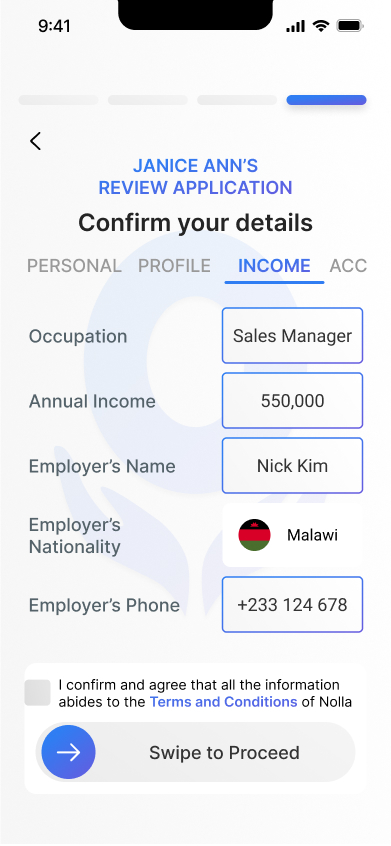 9:41
JANICE ANN’S
REVIEW APPLICATION
Confirm your details
PERSONAL PROFILE INCOME ACC
Occupation Sales Manager
Annual Income 550,000
Employer’s Name Nick Kim
Employer’s
Nationality
Malawi
Employer’s Phone +233 124 678
I confirm and agree that all the information
abides to the Terms and Conditions of Nolla
Swipe to Proceed